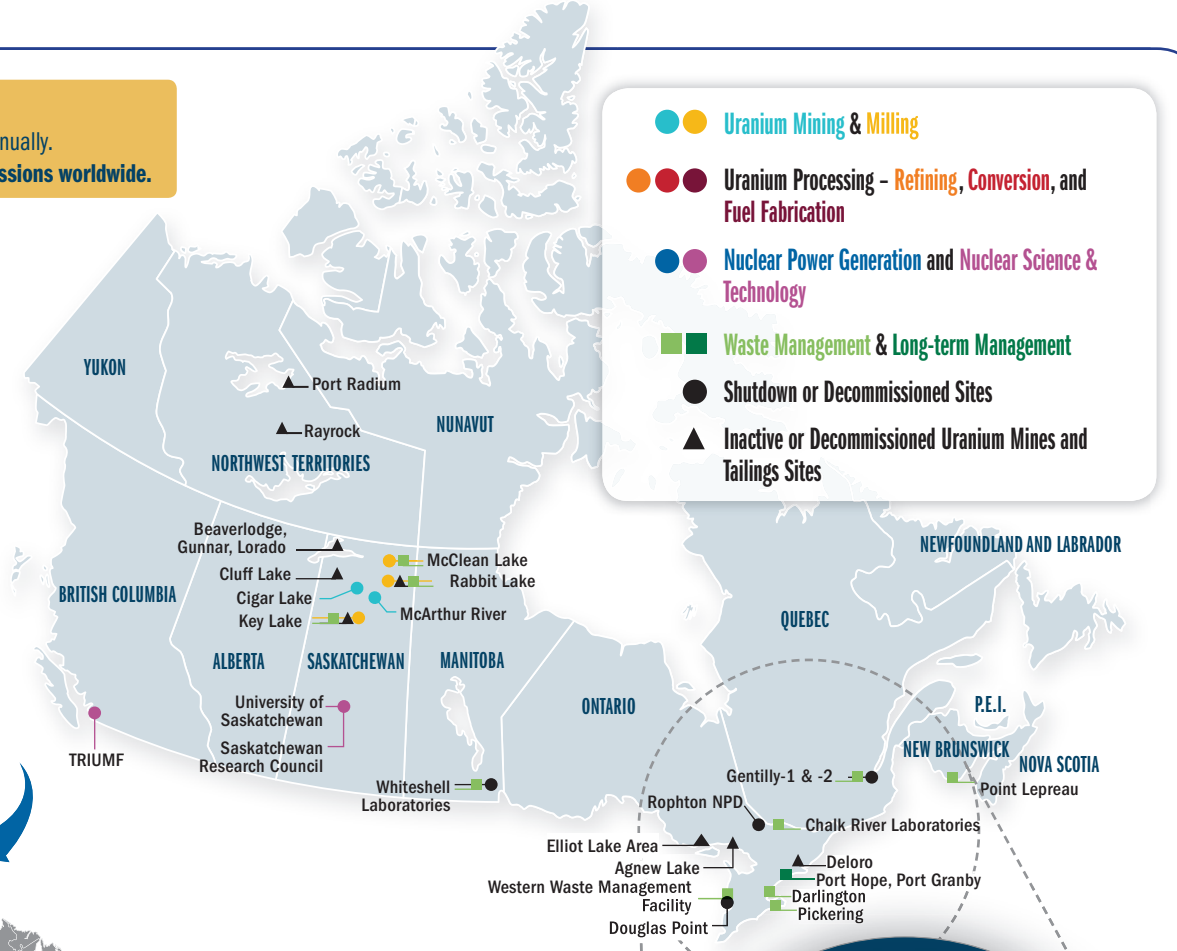 nually.
ssions worldwide.
Uranium Mining & Milling
Uranium Processing – Refining, Conversion, and
Fuel Fabrication
Nuclear Power Generation and Nuclear Science &
Technology
Waste Management & Long-term Management
Shutdown or Decommissioned Sites
Inactive or Decommissioned Uranium Mines and
Tailings Sites
YUKON
Port Radium
NUNAVUT
Rayrock
NORTHWEST TERRITORIES
Beaverlodge,
Gunnar, Lorado
McClean Lake
Cluff Lake
Rabbit Lake
Cigar Lake
McArthur River
Key Lake
BRITISH COLUMBIA
ALBERTA
SASKATCHEWAN
MANITOBA
ONTARIO
QUEBEC
NEWFOUNDLAND AND LABRADOR
P.E.I.
NEW BRUNSWICK
NOVA SCOTIA
University of
Saskatchewan
Saskatchewan
Research Council
TRIUMF
Whiteshell
Laboratories
Gentilly-1 & -2
Point Lepreau
Rophton NPD
Chalk River Laboratories
Elliot Lake Area
Agnew Lake
Deloro
Port Hope, Port Granby
Western Waste Management
Facility
Darlington
Pickering
Douglas Point